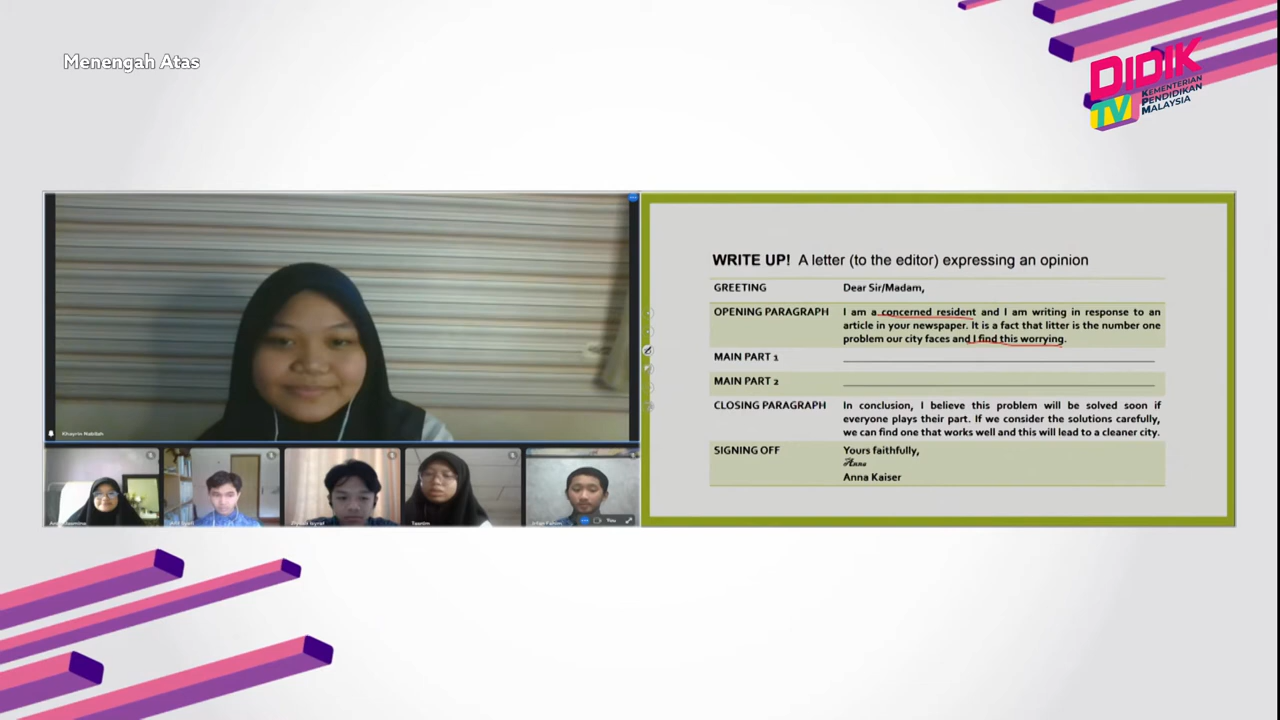 Menengah Atas
DIDIK
TV
KEMENTERIAN
PENDIDIKAN
MALAYSIA
WRITE UP! A letter (to the editor) expressing an opinion
GREETING Dear Sir/Madam,
OPENING PARAGRAPH I am a concerned resident and I am writing in response to an
article in your newspaper. It is a fact that litter is the number one
problem our city faces and I find this worrying.
MAIN PART 1
MAIN PART 2
CLOSING PARAGRAPH In conclusion, I believe this problem will be solved soon if
everyone plays their part. If we consider the solutions carefully,
we can find one that works well and this will lead to a cleaner city.
SIGNING OFF Yours faithfully,
Anna
Anna Kaiser
Khayrin Nabilah
Tasnim
You